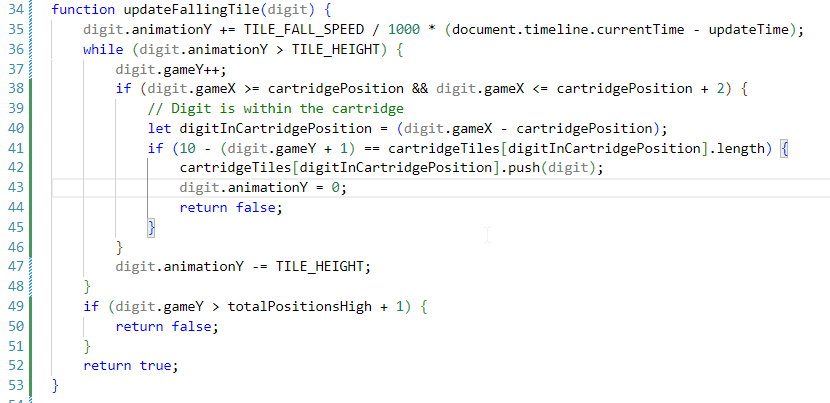 34 function updateFallingTile(digit) {
35     digit.animationY += TILE_FALL_SPEED / 1000 * (document.timeline.currentTime - updateTime);
36     while (digit.animationY > TILE_HEIGHT) {
37         digit.gameY++;
38         if (digit.gameX >= cartridgePosition && digit.gameX <= cartridgePosition + 2) {
39             // Digit is within the cartridge
40             let digitInCartridgePosition = (digit.gameX - cartridgePosition);
41             if (10 - (digit.gameY + 1) == cartridgeTiles[digitInCartridgePosition].length) {
42                 cartridgeTiles[digitInCartridgePosition].push(digit);
43                 digit.animationY = 0;
44                 return false;
45             }
46         }
47         digit.animationY -= TILE_HEIGHT;
48     }
49     if (digit.gameY > totalPositionsHigh + 1) {
50         return false;
51     }
52     return true;
53 }